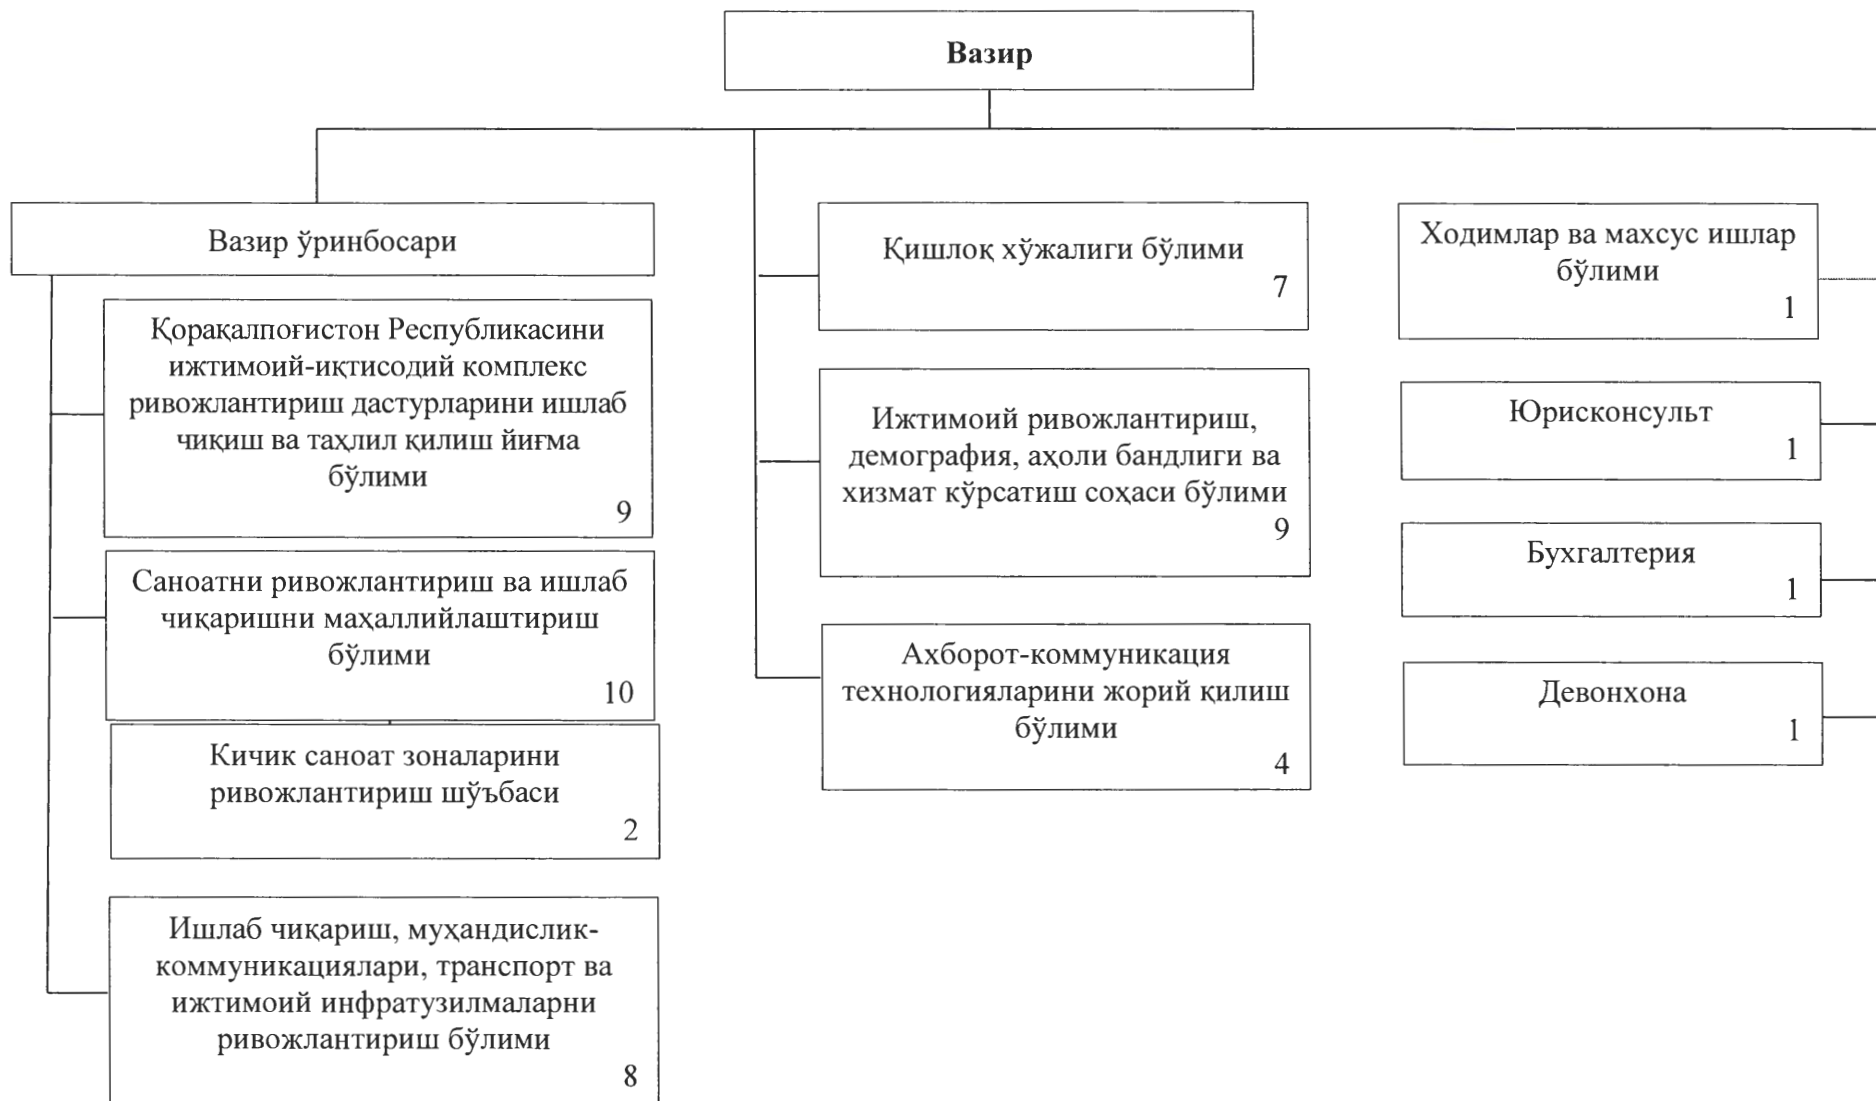 Вазир
Вазир ўринбосари
Қорақалпоғистон Республикасини
ижтимоий-иқтисодий комплекс
ривожлантириш дастурларини ишлаб
чиқиш ва таҳлил қилиш йиғма
бўлими
9
Саноатни ривожлантириш ва ишлаб
чиқаришни маҳаллийлаштириш
бўлими
10
Кичик саноат зоналарини
ривожлантириш шўъбаси
2
Ишлаб чиқариш, муҳандислик-
коммуникациялари, транспорт ва
ижтимоий инфратузилмаларни
ривожлантириш бўлими
8
Қишлоқ хўжалиги бўлими
7
Ижтимоий ривожлантириш,
демография, аҳоли бандлиги ва
хизмат кўрсатиш соҳаси бўлими
9
Ахборот-коммуникация
технологияларини жорий қилиш
бўлими
4
Ходимлар ва махсус ишлар
бўлими
1
Юрисконсульт
1
Бухгалтерия
1
Девонхона
1